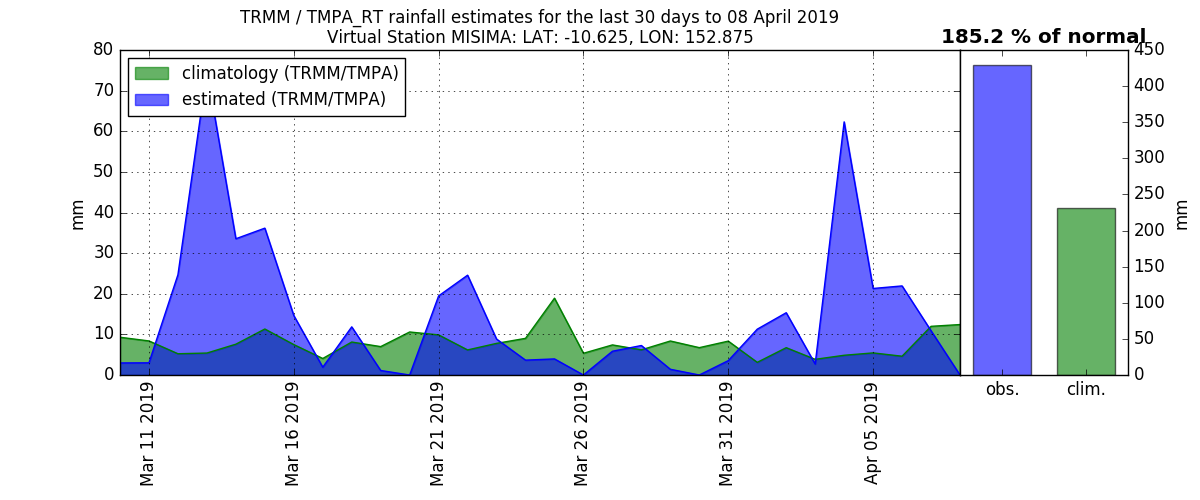 TRMM / TMPA_RT rainfall estimates for the last 30 days to 08 April 2019
Virtual Station MISIMA: LAT: -10.625, LON: 152.875
185.2 % of normal
climatology (TRMM/TMPA)
estimated (TRMM/TMPA)
80
70
60
50
40
30
20
10
0
mm
Mar 11 2019
Mar 16 2019
Mar 21 2019
Mar 26 2019
Mar 31 2019
Apr 05 2019
450
400
350
300
250
200
150
100
50
0
mm
obs.
clim.